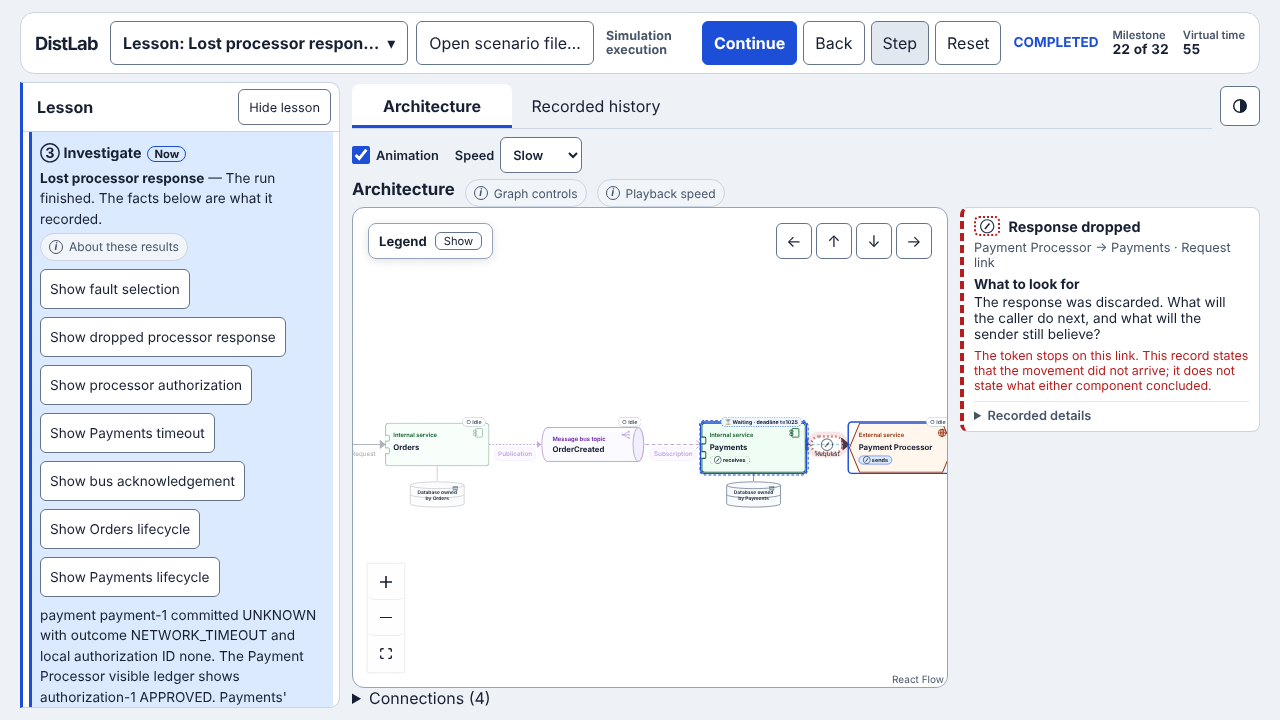 DistLab
Lesson: Lost processor respon... ▾
Open scenario file...
Simulation
execution
Continue
Back
Step
Reset
COMPLETED
Milestone
22 of 32
Virtual time
55
Lesson
Hide lesson
Architecture
Recorded history
3 Investigate Now
Lost processor response — The run
finished. The facts below are what it
recorded.
About these results
Show fault selection
Show dropped processor response
Show processor authorization
Show Payments timeout
Show bus acknowledgement
Show Orders lifecycle
Show Payments lifecycle
payment payment-1 committed UNKNOWN
with outcome NETWORK_TIMEOUT and
local authorization ID none. The Payment
Processor visible ledger shows
authorization-1 APPROVED. Payments'
Animation
Speed
Slow
Architecture
Graph controls
Playback speed
Legend
Show
← ↑ ↓ →
Request
Idle
Internal service
Orders
Database owned
by Orders
Publication
Idle
Message bus topic
OrderCreated
Subscription
Waiting · deadline t=1025
Internal service
Payments
receives
Database owned
by Payments
Request
Idle
External service
Payment Processor
sends
React Flow
Connections (4)
Response dropped
Payment Processor → Payments · Request
link
What to look for
The response was discarded. What will
the caller do next, and what will the
sender still believe?
The token stops on this link. This record states
that the movement did not arrive; it does not
state what either component concluded.
Recorded details